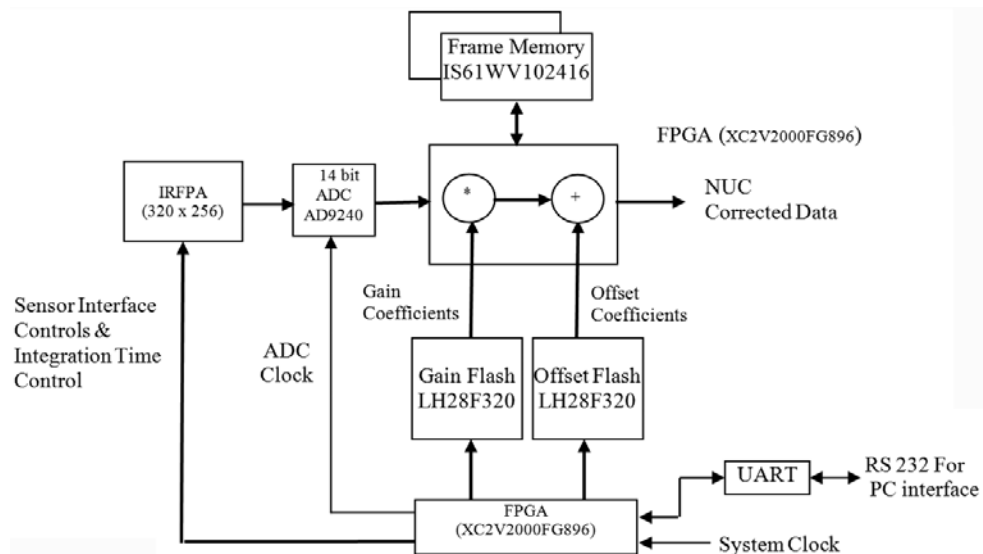 Frame Memory
IS61WV102416
FPGA (XC2V2000FG896)
IRFPA
(320 x 256)
14 bit
ADC
AD9240
*
+
NUC
Corrected Data
Gain
Coefficients
Offset
Coefficients
Sensor Interface
Controls &
Integration Time
Control
ADC
Clock
Gain Flash
LH28F320
Offset Flash
LH28F320
UART
RS 232 For
PC interface
FPGA
(XC2V2000FG896)
System Clock